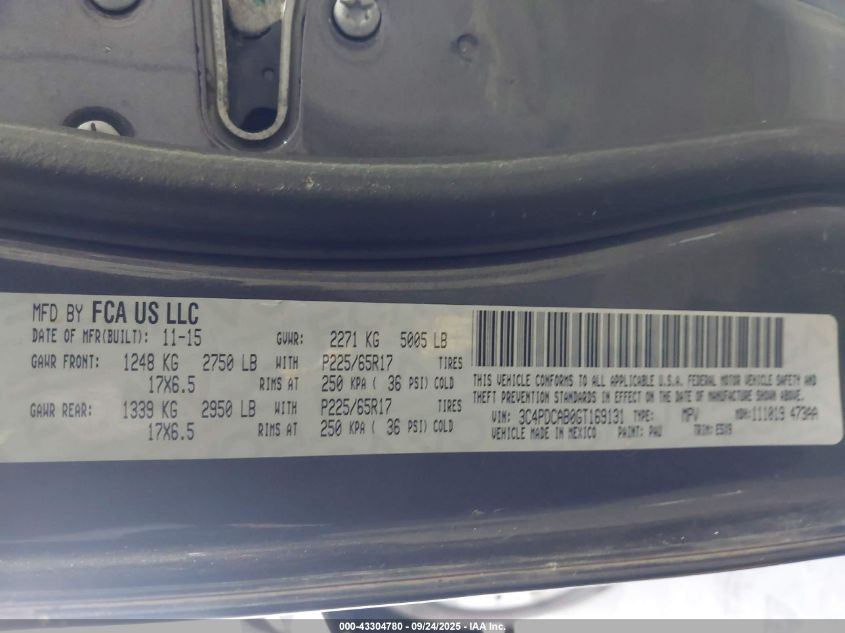 MFD BY FCA US LLC
DATE OF MFR(BUILT): 11-15 GVWR: 2271 KG 5005 LB
GAWR FRONT: 1248 KG 2750 LB WITH P225/65R17 TIRES
17X6.5 RIMS AT 250 KPA ( 36 PSI) COLD
GAWR REAR: 1339 KG 2950 LB WITH P225/65R17 TIRES
17X6.5 RIMS AT 250 KPA ( 36 PSI) COLD
THIS VEHICLE CONFORMS TO ALL APPLICABLE U.S.A. FEDERAL MOTOR VEHICLE SAFETY AND
THEFT PREVENTION STANDARDS IN EFFECT ON THE DATE OF MANUFACTURE SHOWN ABOVE.
VIN: 3C4PDCAB0GT169131 TYPE: MPV MDH: 111019 473AA
VEHICLE MADE IN MEXICO PAINT: PAU TRIM:
000-43304780 - 09/24/2025 - IAA Inc.